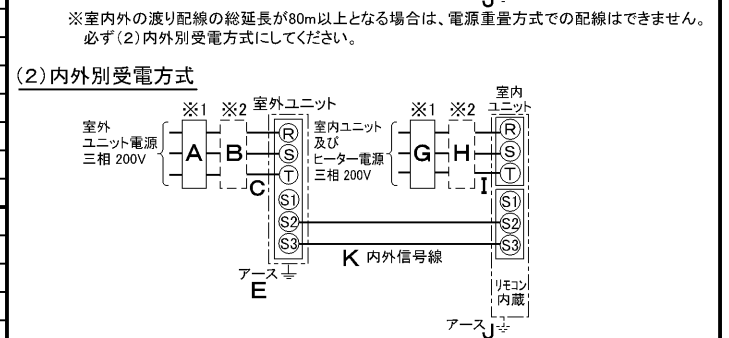 ※室内外の渡り配線の総延長が80m以上となる場合は、電源重畳方式での配線はできません。
必ず(2)内外別受電方式にしてください。
(2)内外別受電方式
※1 ※2 室外ユニット
室外
ユニット電源
三相 200V
A
B
C
R
S
T
S1
S2
S3
アース
E
※1 ※2
室内
ユニット
室内ユニット
及び
ヒーター電源
三相 200V
G
H
I
R
S
T
S1
S2
S3
K 内外信号線
リモコン
内蔵
アース
J